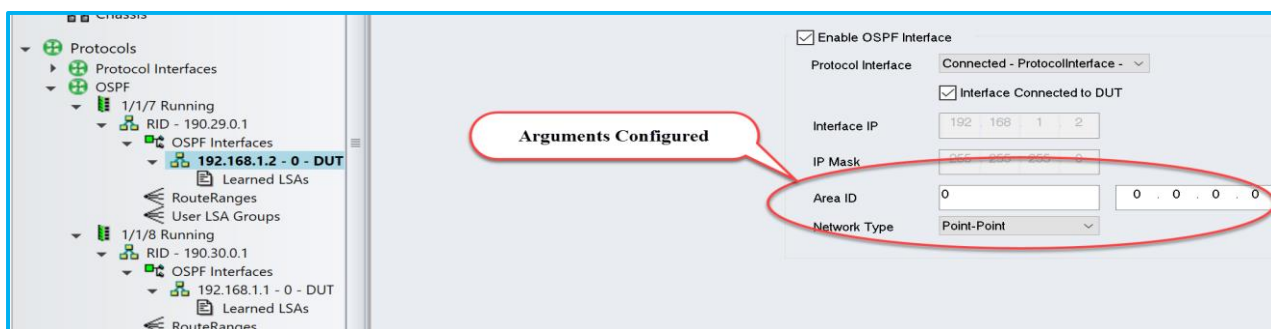 Chassis
Protocols
Protocol Interfaces
OSPF
1/1/7 Running
RID - 190.29.0.1
OSPF Interfaces
192.168.1.2 - 0 - DUT
Learned LSAs
RouteRanges
User LSA Groups
1/1/8 Running
RID - 190.30.0.1
OSPF Interfaces
192.168.1.1 - 0 - DUT
Learned LSAs
RouteRanges
Arguments Configured
Enable OSPF Interface
Protocol Interface Connected - ProtocolInterface -
Interface Connected to DUT
Interface IP 192 . 168 . 1 . 2
IP Mask 255 . 255 . 255 . 0
Area ID 0 0 . 0 . 0 . 0
Network Type Point-Point